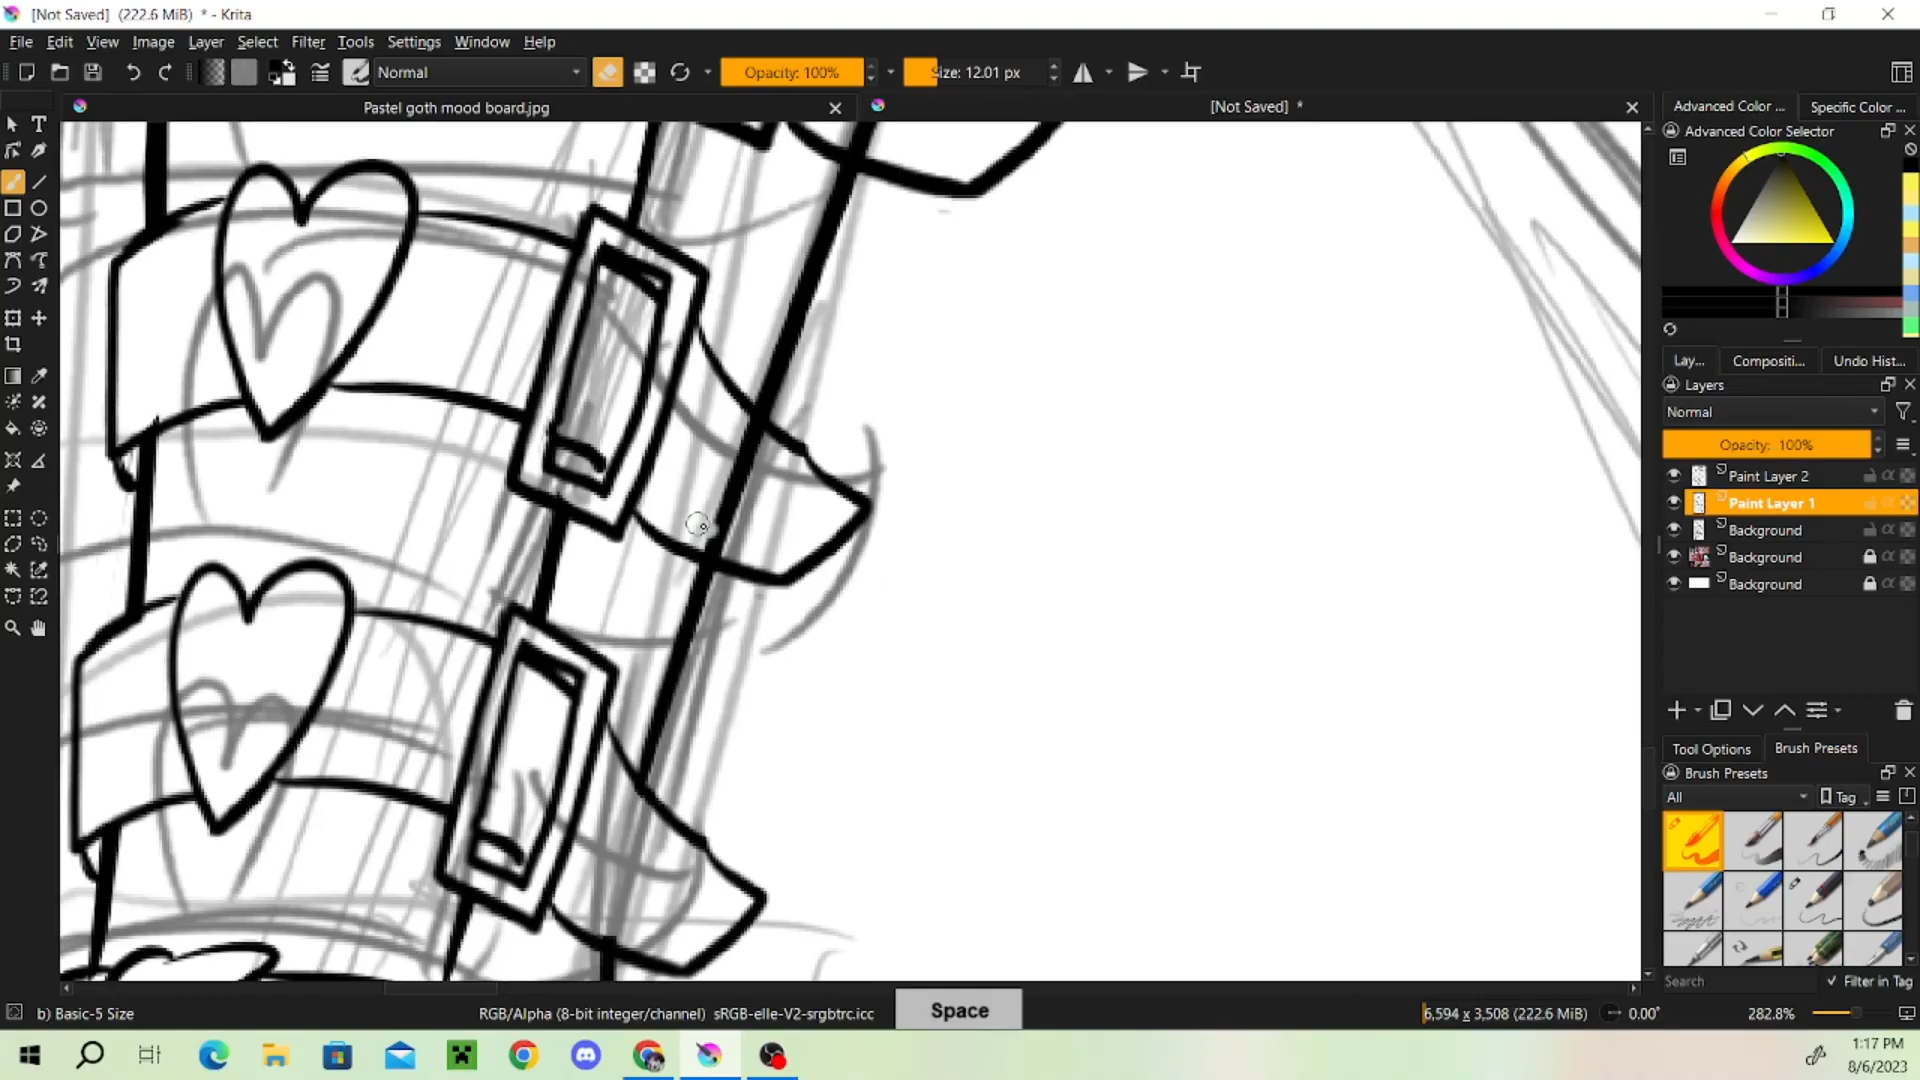 [Not Saved]  (222.6 MiB)  * - Krita
File Edit View Image Layer Select Filter Tools Settings Window Help
Normal Opacity: 100% Size: 12.01 px
Pastel goth mood board.jpg
[Not Saved]  *
Advanced Color ... Specific Color ...
Advanced Color Selector
Lay... Compositi... Undo Hist...
Layers
Normal
Opacity:  100%
Paint Layer 2
Paint Layer 1
Background
Background
Background
Tool Options Brush Presets
Brush Presets
All Tag
Search Filter in Tag
b) Basic-5 Size
RGB/Alpha (8-bit integer/channel)  sRGB-elle-V2-srgbtrc.icc
Space
6,594 x 3,508 (222.6 MiB)
0.00°
282.8%
1:17 PM
8/6/2023